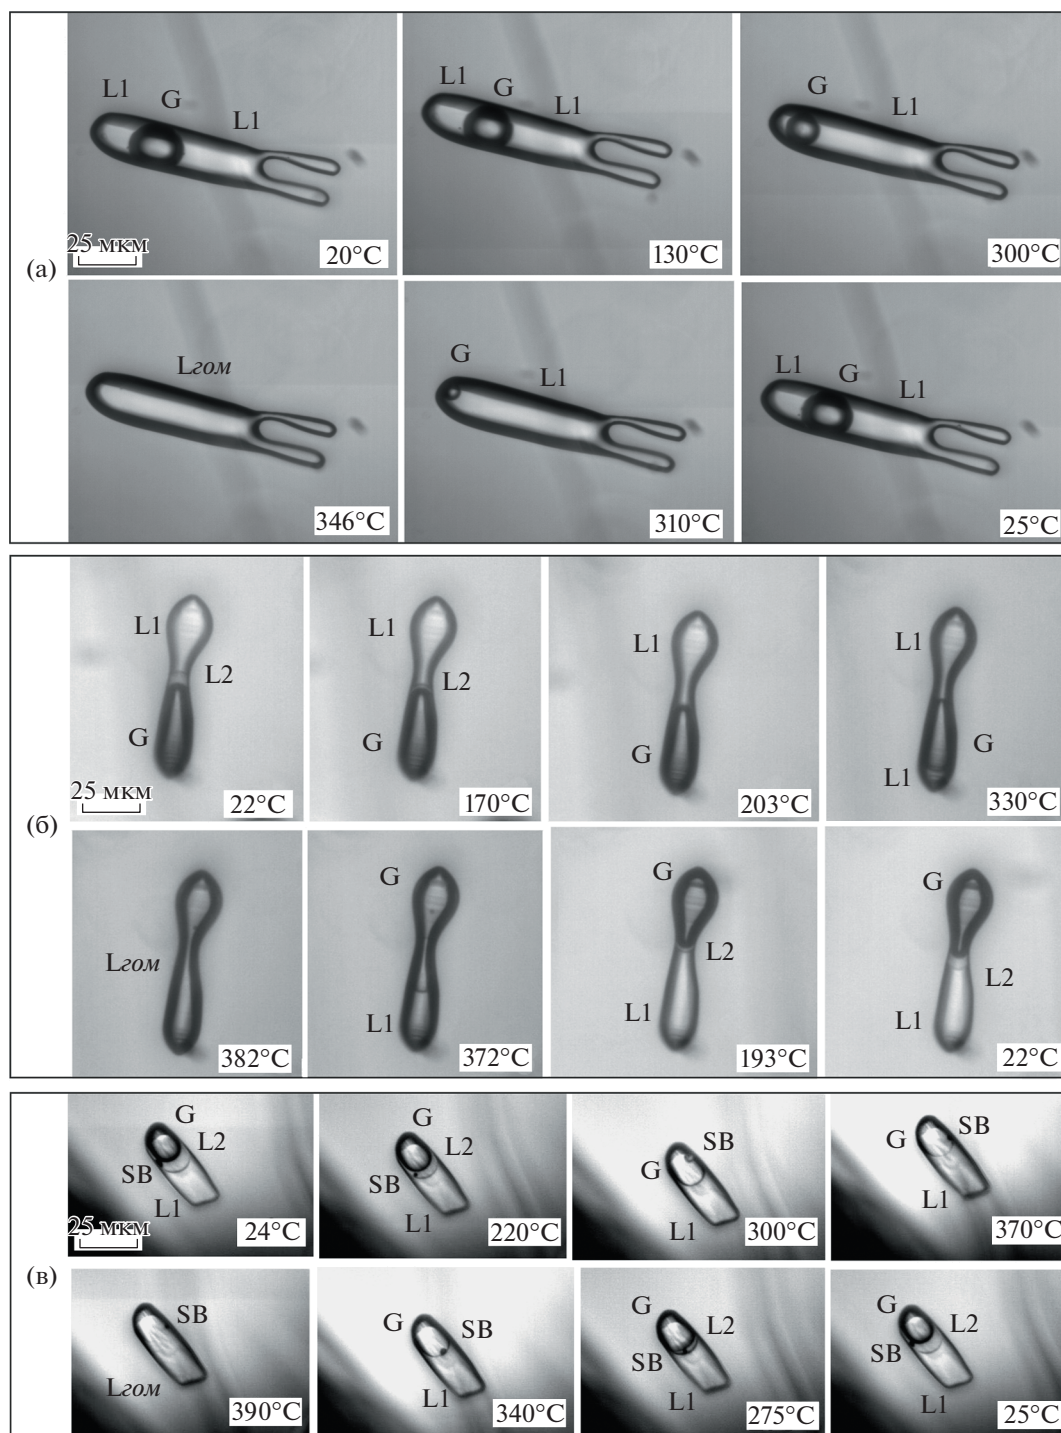 L1 G L1
25 мкм
20°C
L1 G L1
130°C
G L1
300°C
(а)
Lгом
346°C
G L1
310°C
L1 G L1
25°C
L1
L2
G
25 мкм
22°C
L1
L2
G
170°C
L1
G
203°C
L1
G
L1
330°C
(б)
Lгом
382°C
G
L1
372°C
G
L2
L1
193°C
G
L2
L1
22°C
G
L2
SB
L1
25 мкм
24°C
G
L2
SB
L1
220°C
SB
G
L1
300°C
G SB
L1
370°C
(в)
SB
Lгом
390°C
G SB
L1
340°C
G
L2
SB
L1
275°C
G
L2
SB
L1
25°C